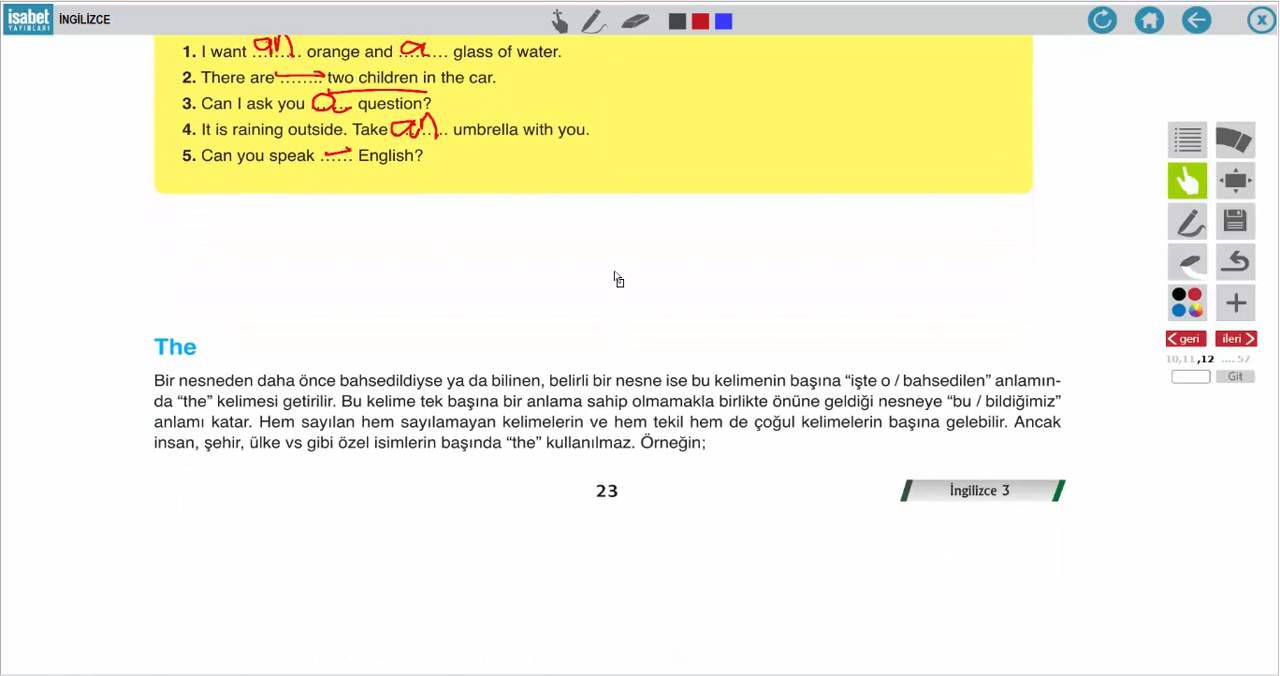 isabet
YAYINLARI
İNGİLİZCE
1. I want an orange and a glass of water.
2. There are ........ two children in the car.
3. Can I ask you a question?
4. It is raining outside. Take an umbrella with you.
5. Can you speak ...... English?
The
Bir nesneden daha önce bahsedildiyse ya da bilinen, belirli bir nesne ise bu kelimenin başına “işte o / bahsedilen” anlamın-
da “the” kelimesi getirilir. Bu kelime tek başına bir anlama sahip olmamakla birlikte önüne geldiği nesneye “bu / bildiğimiz”
anlamı katar. Hem sayılan hem sayılamayan kelimelerin ve hem tekil hem de çoğul kelimelerin başına gelebilir. Ancak
insan, şehir, ülke vs gibi özel isimlerin başında “the” kullanılmaz. Örneğin;
23
İngilizce 3
geri
ileri
10,11,12 .... 57
Git